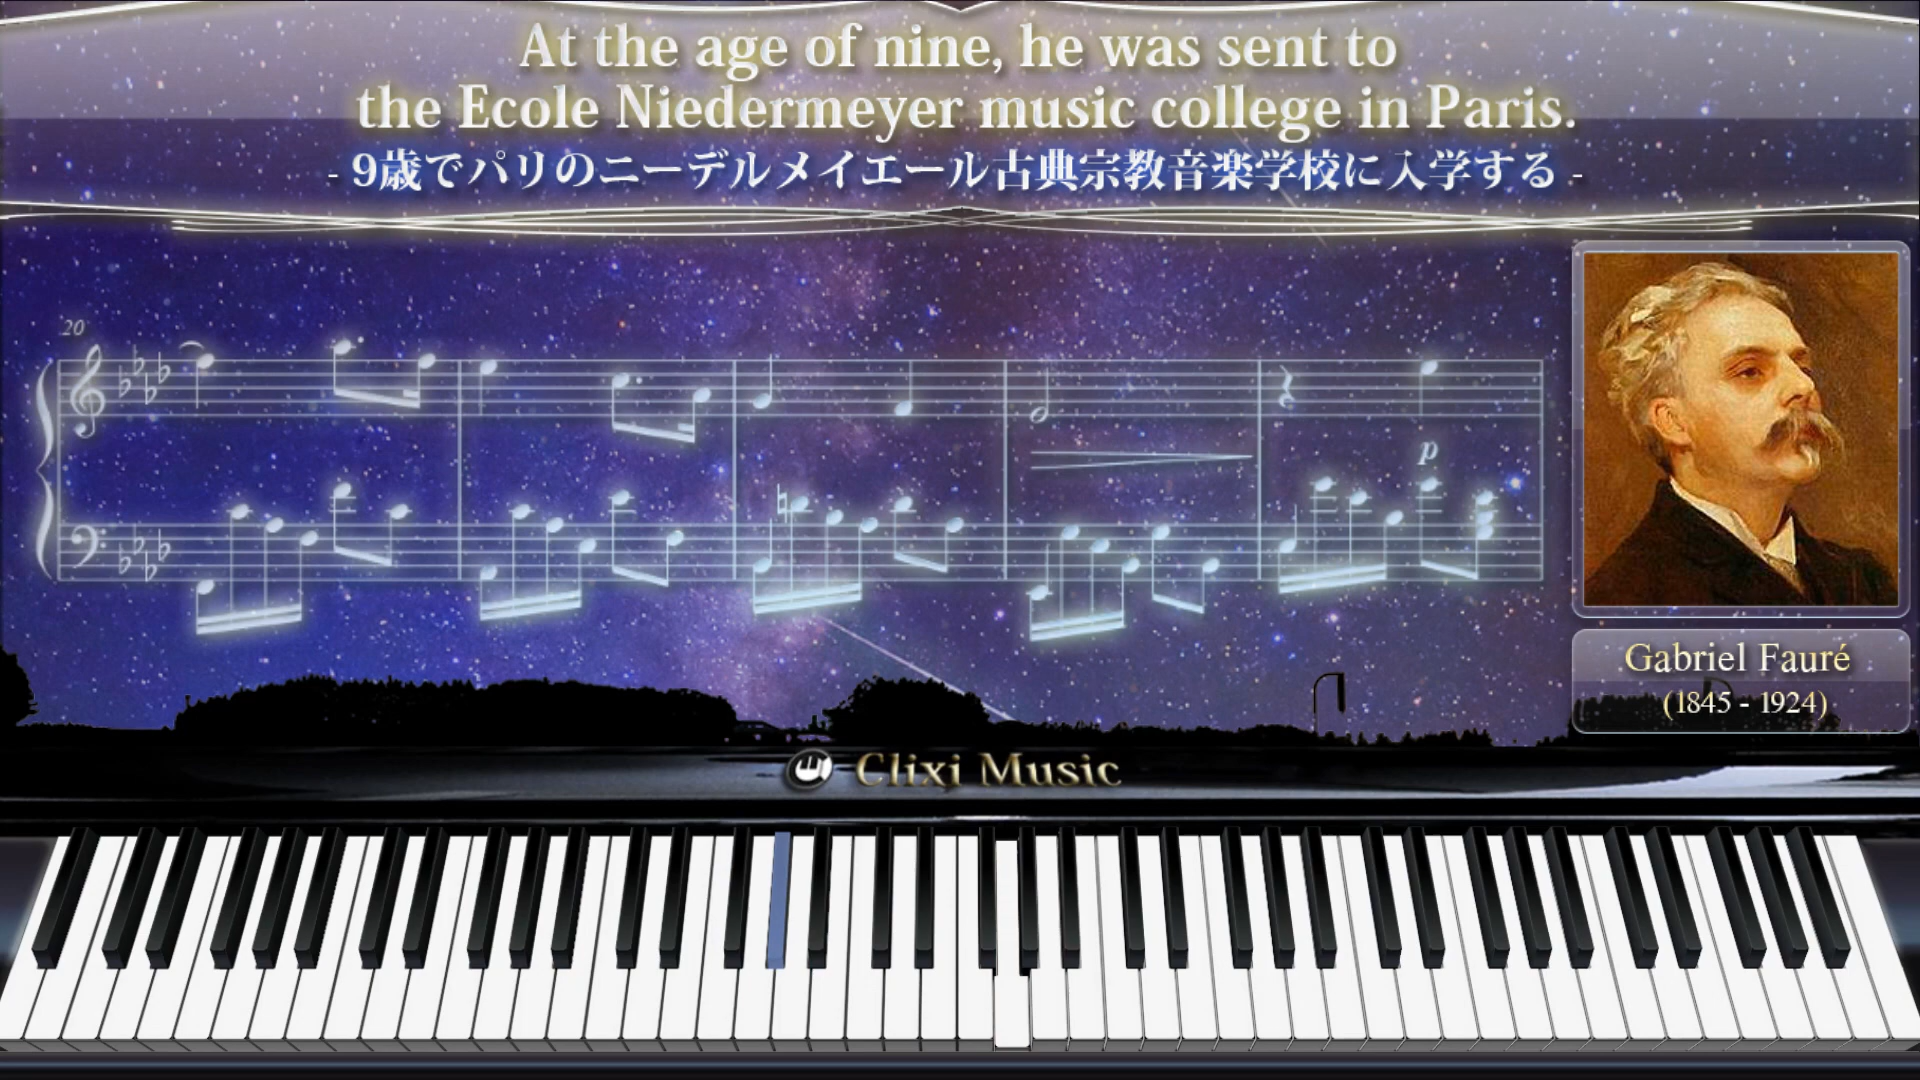 At the age of nine, he was sent to
the Ecole Niedermeyer music college in Paris.
- 9歳でパリのニーデルメイエール古典宗教音楽学校に入学する -
20
p
Gabriel Fauré
(1845 - 1924)
Clixi Music